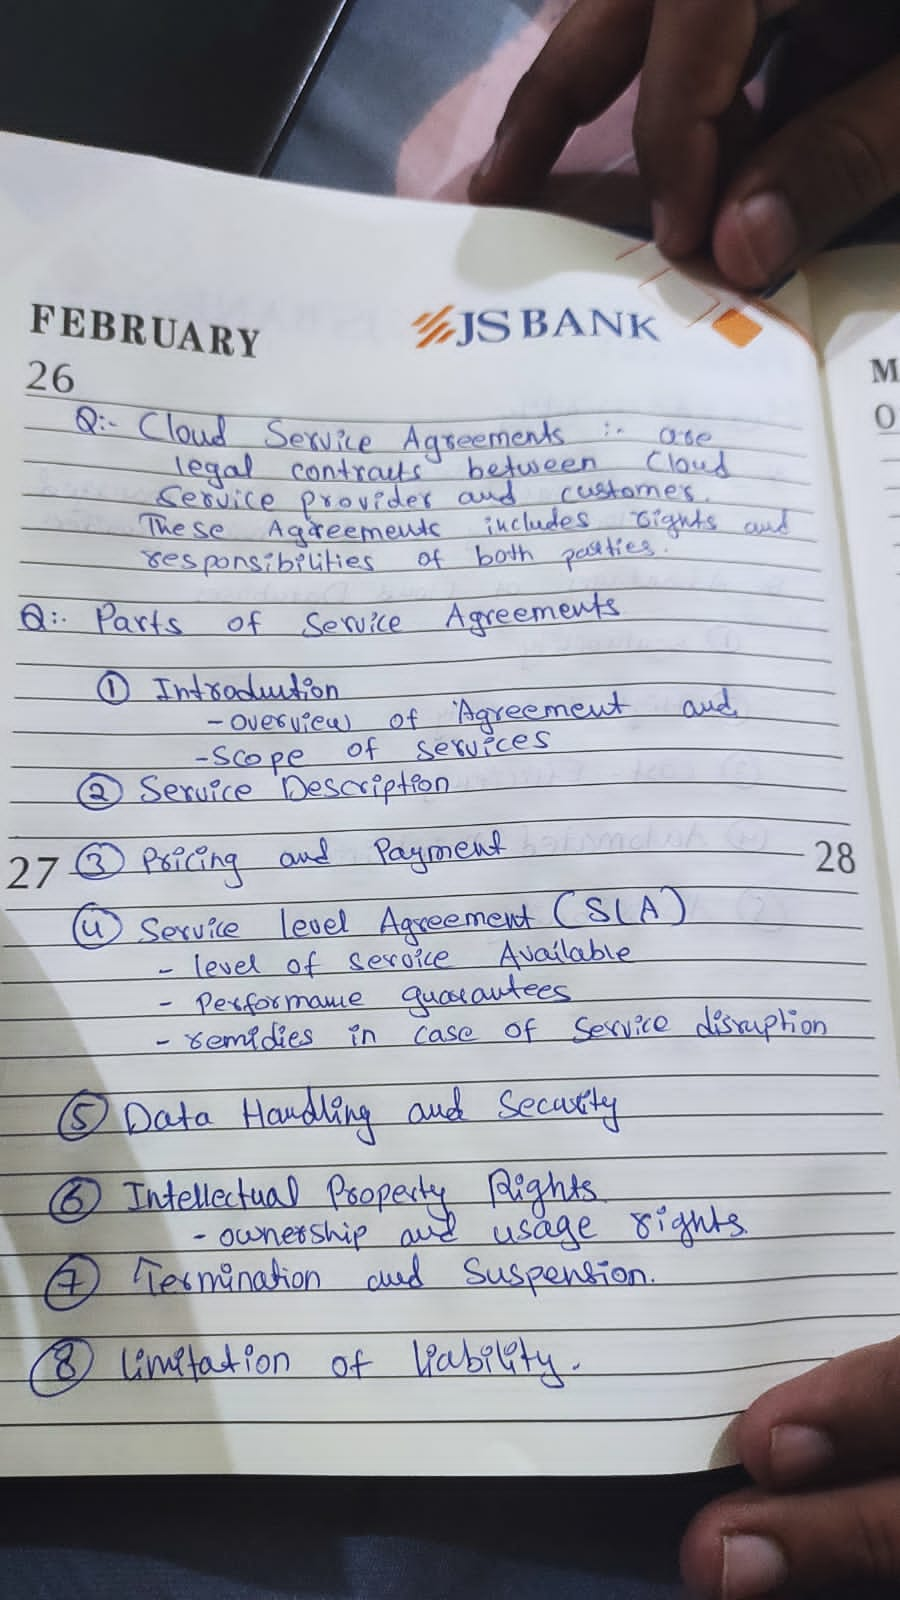 FEBRUARY
JS BANK
26
Q:- Cloud Service Agreements :- are
legal contracts between Cloud
service provider and customer.
These Agreements includes rights and
responsibilities of both parties.
Q:- Parts of Service Agreements
① Introduction
- overview of Agreement and
- scope of services
② Service Description
27 ③ Pricing and Payment 28
④ Service level Agreement (SLA)
- level of service Available
- Performance guarantees
- remidies in case of service disruption
⑤ Data Handling and Security
⑥ Intellectual Property Rights
- ownership and usage rights.
⑦ Termination and Suspension.
⑧ limitation of liability.
M
0